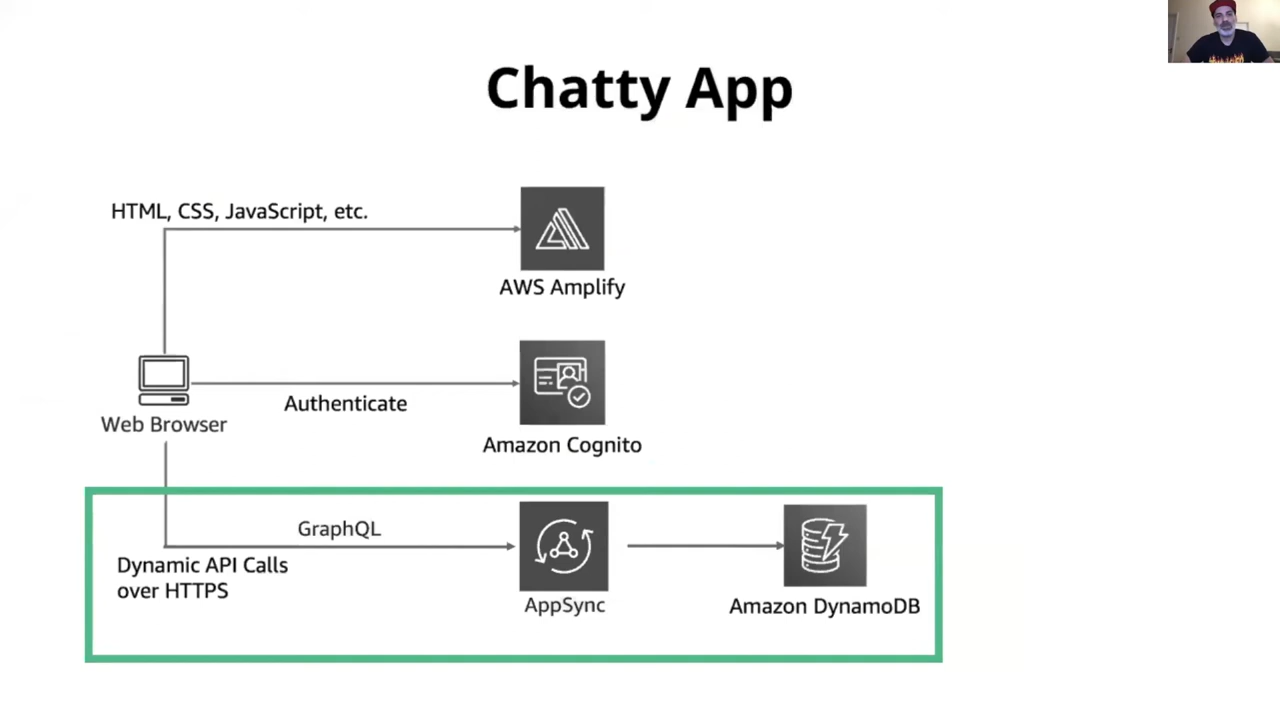 Chatty App
HTML, CSS, JavaScript, etc.
AWS Amplify
Authenticate
Web Browser
Amazon Cognito
GraphQL
Dynamic API Calls
over HTTPS
AppSync
Amazon DynamoDB